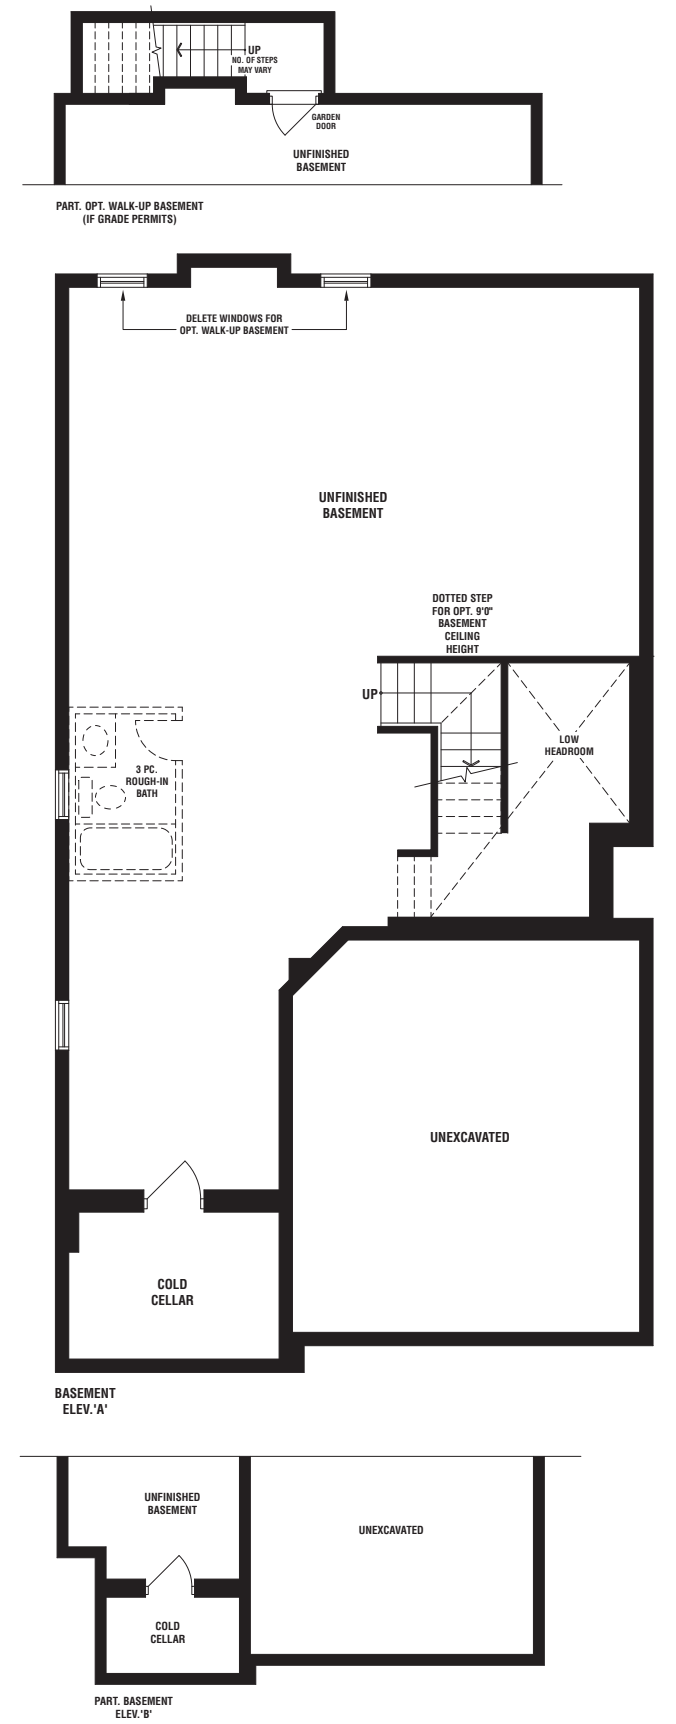 UP
NO. OF STEPS
MAY VARY
GARDEN
DOOR
UNFINISHED
BASEMENT
PART. OPT. WALK-UP BASEMENT
(IF GRADE PERMITS)
DELETE WINDOWS FOR
OPT. WALK-UP BASEMENT
UNFINISHED
BASEMENT
DOTTED STEP
FOR OPT. 9'0"
BASEMENT
CEILING
HEIGHT
UP
LOW
HEADROOM
3 PC.
ROUGH-IN
BATH
UNEXCAVATED
COLD
CELLAR
BASEMENT
ELEV.'A'
UNFINISHED
BASEMENT
UNEXCAVATED
COLD
CELLAR
PART. BASEMENT
ELEV.'B'